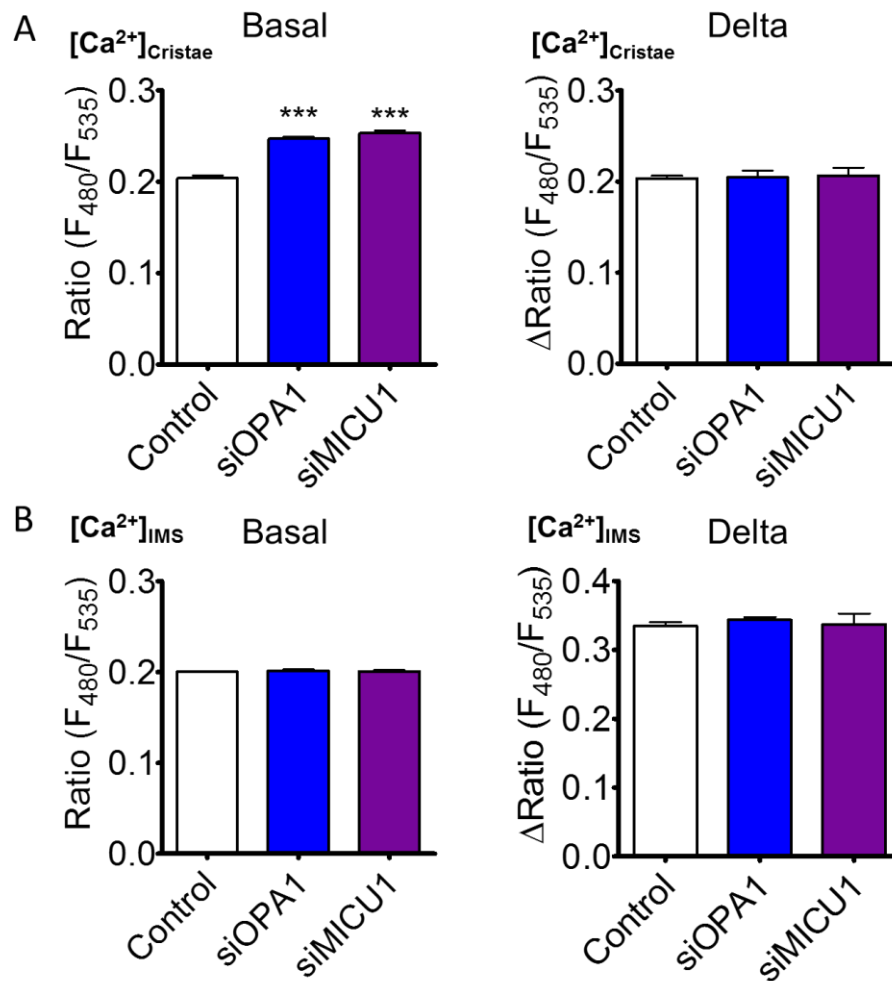 A
[Ca²⁺]Cristae
Basal
Ratio (F₄₈₀/F₅₃₅)
0.3
0.2
0.1
0.0
***
***
Control
siOPA1
siMICU1
[Ca²⁺]Cristae
Delta
ΔRatio (F₄₈₀/F₅₃₅)
0.3
0.2
0.1
0.0
Control
siOPA1
siMICU1
B
[Ca²⁺]IMS
Basal
Ratio (F₄₈₀/F₅₃₅)
0.3
0.2
0.1
0.0
Control
siOPA1
siMICU1
[Ca²⁺]IMS
Delta
ΔRatio (F₄₈₀/F₅₃₅)
0.4
0.3
0.2
0.1
0.0
Control
siOPA1
siMICU1